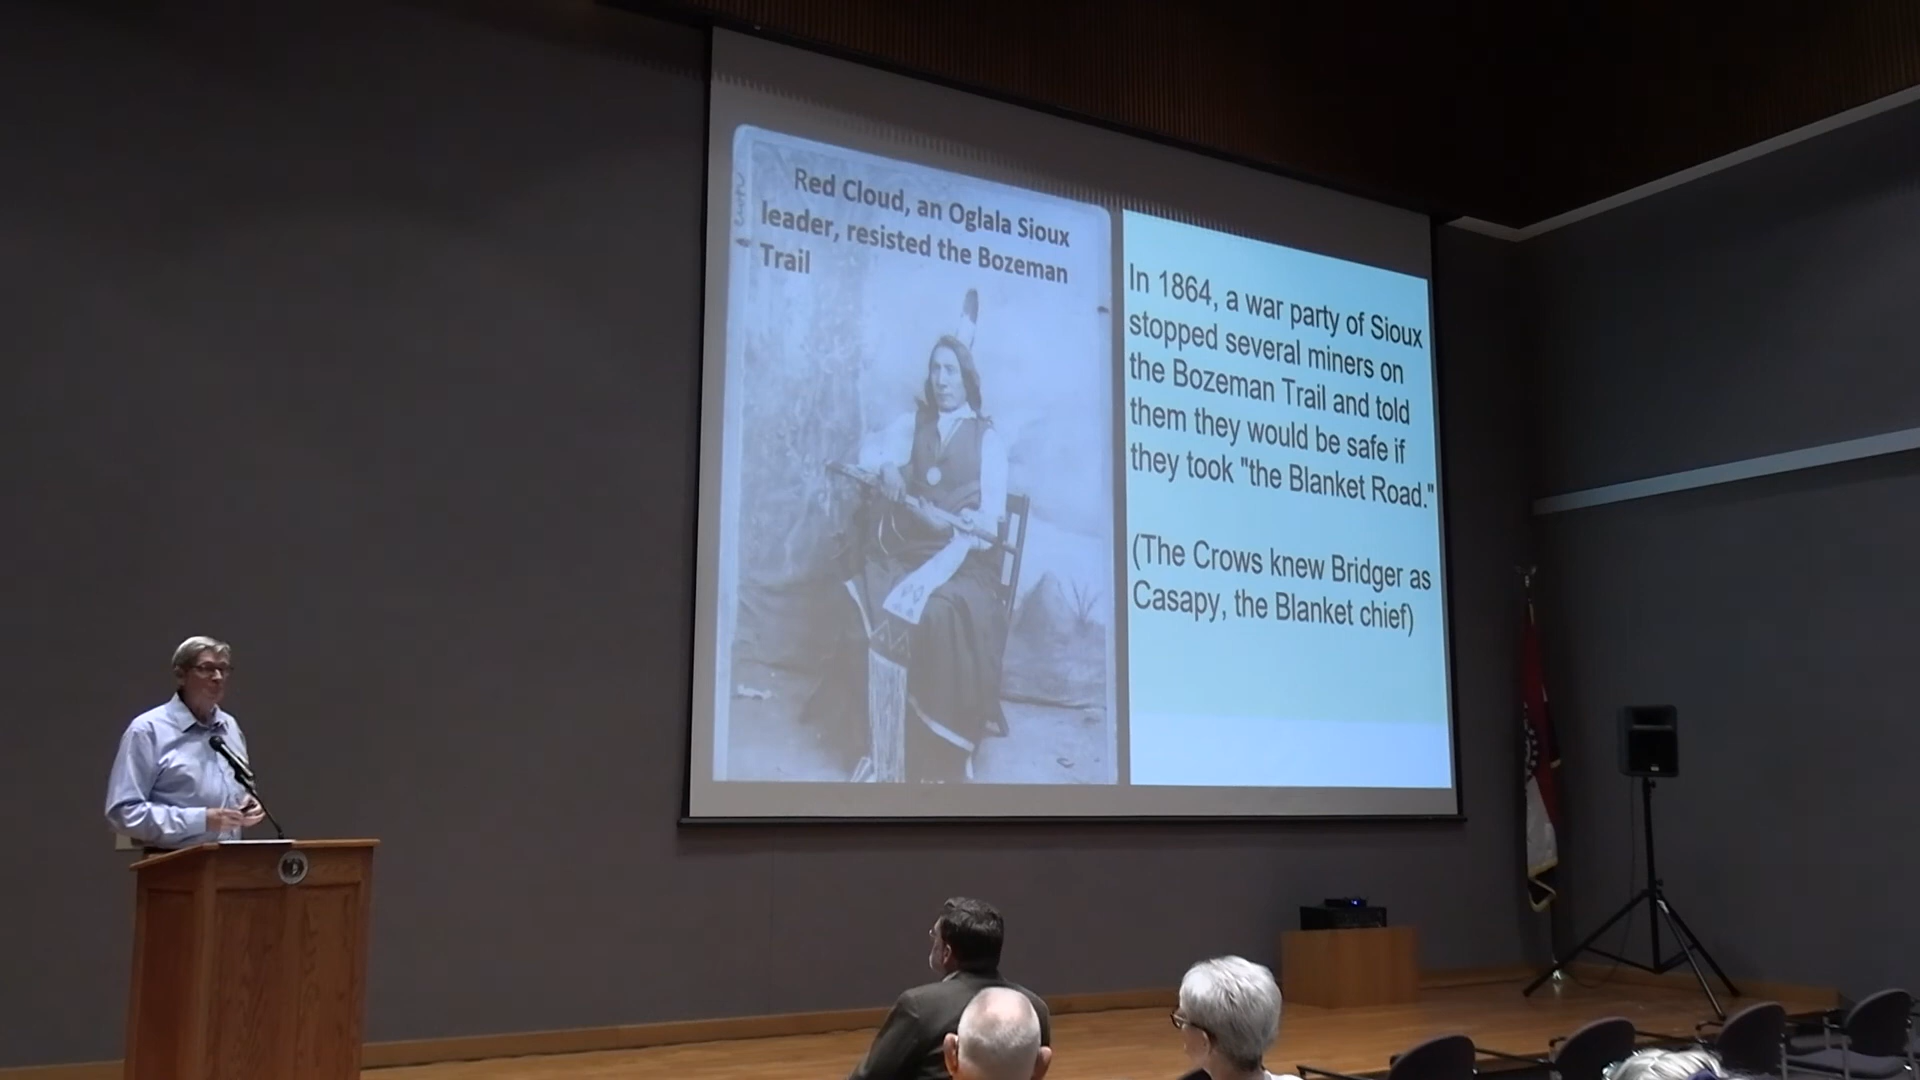 Red Cloud, an Oglala Sioux
leader, resisted the Bozeman
Trail
In 1864, a war party of Sioux
stopped several miners on
the Bozeman Trail and told
them they would be safe if
they took "the Blanket Road."
(The Crows knew Bridger as
Casapy, the Blanket chief)